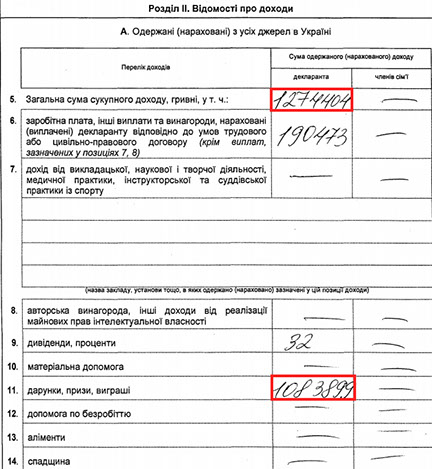 Розділ II. Відомості про доходи
А. Одержані (нараховані) з усіх джерел в Україні
Перелік доходів
Сума одержаного (нарахованого) доходу
декларанта
членів сім'ї
5. Загальна сума сукупного доходу, гривні, у т. ч.: 1274404 —
6. заробітна плата, інші виплати та винагороди, нараховані
(виплачені) декларанту відповідно до умов трудового
або цивільно-правового договору (крім виплат,
зазначених у позиціях 7, 8) 190473 —
7. дохід від викладацької, наукової і творчої діяльності,
медичної практики, інструкторської та суддівської
практики із спорту — —
(назва закладу, установи тощо, в яких одержано (нараховано) зазначені у цій позиції доходи)
8. авторська винагорода, інші доходи від реалізації
майнових прав інтелектуальної власності — —
9. дивіденди, проценти 32 —
10. матеріальна допомога — —
11. дарунки, призи, виграші 1083899 —
12. допомога по безробіттю — —
13. аліменти — —
14. спадщина — —